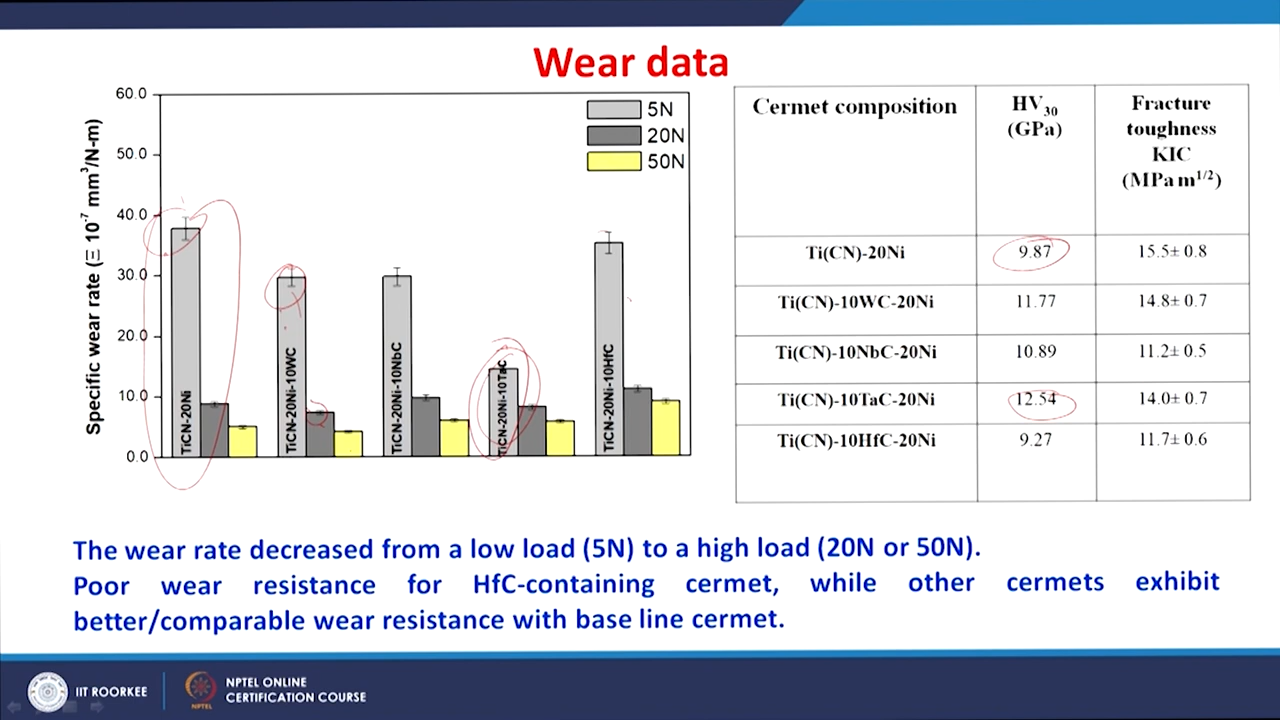 Wear data
60.0
50.0
40.0
30.0
20.0
10.0
0.0
Specific wear rate (Ξ 10-7 mm3/N-m)
5N
20N
50N
TiCN-20Ni
TiCN-20Ni-10WC
TiCN-20Ni-10NbC
TiCN-20Ni-10TaC
TiCN-20Ni-10HfC
Cermet composition
HV30
(GPa)
Fracture
toughness
KIC
(MPa m1/2)
Ti(CN)-20Ni 9.87 15.5± 0.8
Ti(CN)-10WC-20Ni 11.77 14.8± 0.7
Ti(CN)-10NbC-20Ni 10.89 11.2± 0.5
Ti(CN)-10TaC-20Ni 12.54 14.0± 0.7
Ti(CN)-10HfC-20Ni 9.27 11.7± 0.6
The wear rate decreased from a low load (5N) to a high load (20N or 50N).
Poor wear resistance for HfC-containing cermet, while other cermets exhibit
better/comparable wear resistance with base line cermet.
IIT ROORKEE
NPTEL
NPTEL ONLINE
CERTIFICATION COURSE